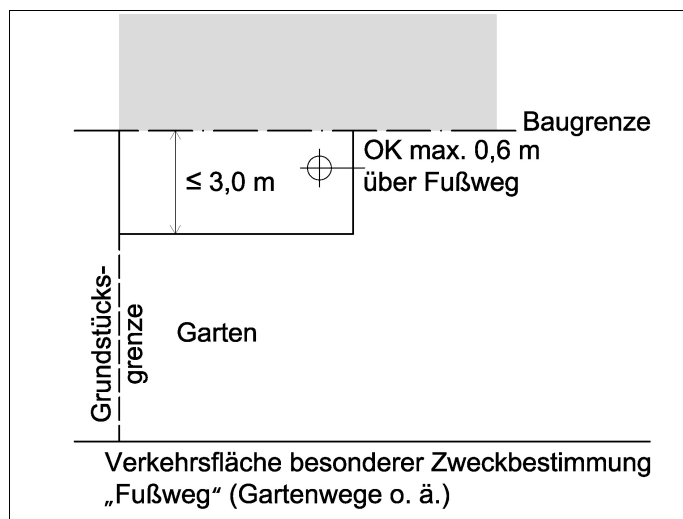 Baugrenze
OK max. 0,6 m
über Fußweg
≤ 3,0 m
Grundstücks-
grenze
Garten
Verkehrsfläche besonderer Zweckbestimmung
„Fußweg“ (Gartenwege o. ä.)